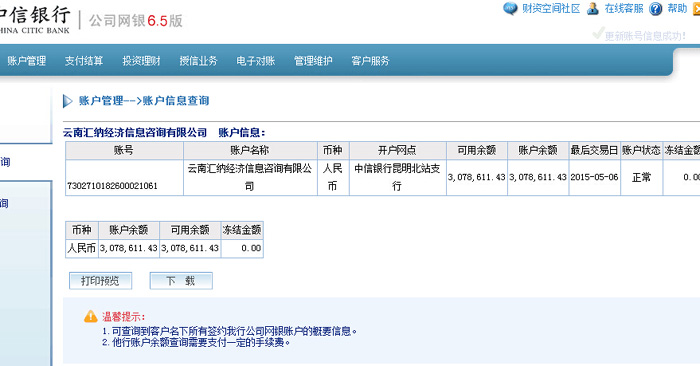 中信银行 公司网银6.5版
CHINA CITIC BANK
财资空间社区 在线客服 帮助
更新账号信息成功!
账户管理 支付结算 投资理财 授信业务 电子对账 管理维护 客户服务
账户管理-->账户信息查询
云南汇纳经济信息咨询有限公司 账户信息:
账号 账户名称 币种 开户网点 可用余额 账户余额 最后交易日 账户状态 冻结金额
7302710182600021061 云南汇纳经济信息咨询有限公司 人民币 中信银行昆明北站支行 3,078,611.43 3,078,611.43 2015-05-06 正常 0.00
询
询
币种 账户余额 可用余额 冻结金额
人民币 3,078,611.43 3,078,611.43 0.00
打印预览 下 载
温馨提示:
1.可查询到客户名下所有签约我行公司网银账户的概要信息。
2.他行账户余额查询需要支付一定的手续费。